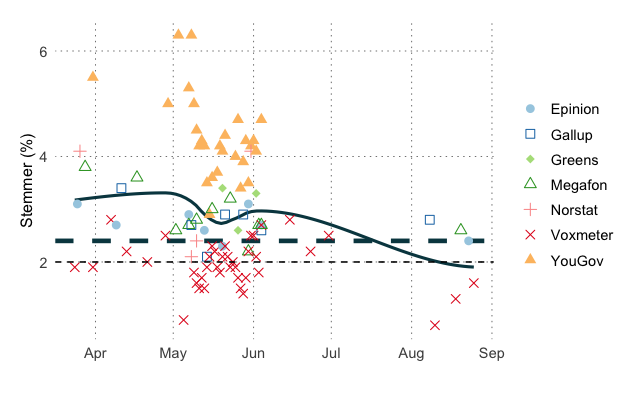 Stemmer (%)
6
4
2
Apr May Jun Jul Aug Sep
Epinion
Gallup
Greens
Megafon
Norstat
Voxmeter
YouGov